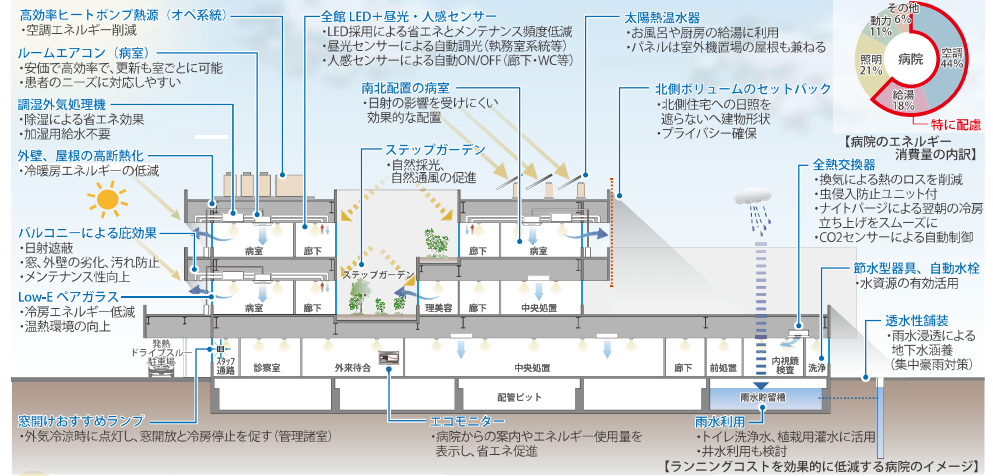 高効率ヒートポンプ熱源（オペ系統）
・空調エネルギー削減
ルームエアコン（病室）
・安価で高効率で、更新も室ごとに可能
・患者のニーズに対応しやすい
調湿外気処理機
・除湿による省エネ効果
・加湿用給水不要
外壁、屋根の高断熱化
・冷暖房エネルギーの低減
バルコニーによる庇効果
・日射遮蔽
・窓、外壁の劣化、汚れ防止
・メンテナンス性向上
Low-E ペアガラス
・冷房エネルギー低減
・温熱環境の向上
全館 LED＋昼光・人感センサー
・LED採用による省エネとメンテナンス頻度低減
・昼光センサーによる自動調光（執務室系統等）
・人感センサーによる自動ON/OFF（廊下・WC等）
南北配置の病室
・日射の影響を受けにくい
効果的な配置
ステップガーデン
・自然採光、
自然通風の促進
太陽熱温水器
・お風呂や厨房の給湯に利用
・パネルは室外機置場の屋根も兼ねる
北側ボリュームのセットバック
・北側住宅への日照を
遮らないへ建物形状
・プライバシー確保
その他
6%
動力
11%
照明
21%
病院
空調
44%
給湯
18%
特に配慮
【病院のエネルギー
消費量の内訳】
全熱交換器
・換気による熱のロスを削減
・虫侵入防止ユニット付
・ナイトパージによる翌朝の冷房
立ち上げをスムーズに
・CO2センサーによる自動制御
節水型器具、自動水栓
・水資源の有効活用
透水性舗装
・雨水浸透による
地下水涵養
（集中豪雨対策）
病室
廊下
廊下
病室
ステップガーデン
病室
廊下
理美容
廊下
中央処置
発熱
ドライブスルー
駐車場
スタッフ
通路
診察室
外来待合
中央処置
廊下
前処置
内視鏡
検査
洗浄
配管ピット
雨水貯留槽
窓開けおすすめランプ
・外気冷涼時に点灯し、窓開放と冷房停止を促す（管理諸室）
エコモニター
・病院からの案内やエネルギー使用量を
表示し、省エネ促進
雨水利用
・トイレ洗浄水、植栽用灌水に活用
・井水利用も検討
【ランニングコストを効果的に低減する病院のイメージ】